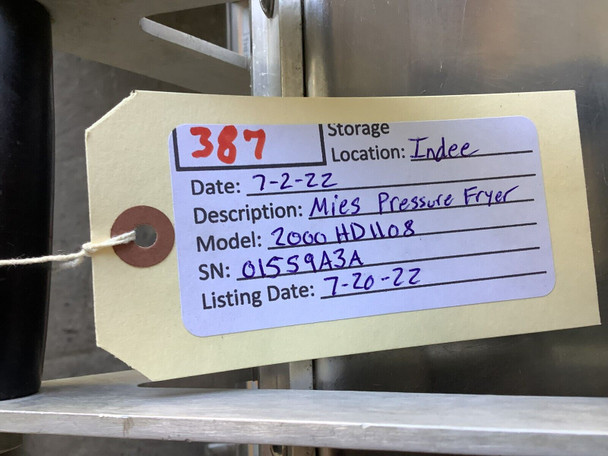 387
Storage
Location: Indee
Date: 7-2-22
Description: Mies Pressure Fryer
Model: 2000 HD1108
SN: 01559A3A
Listing Date: 7-20-22